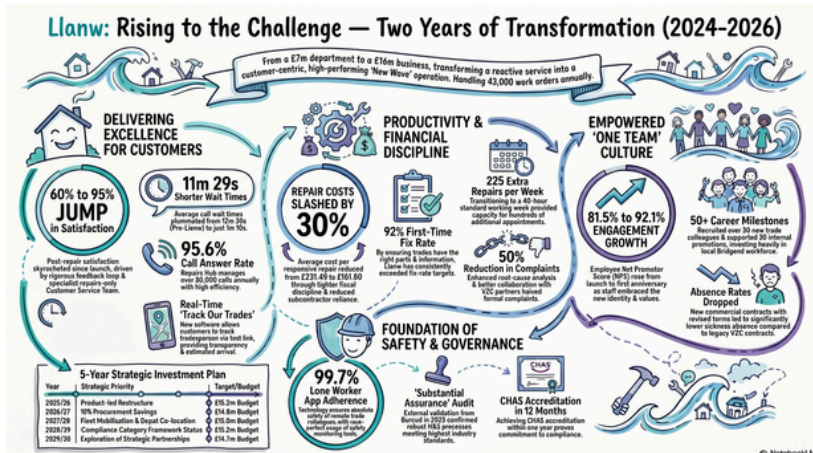 Llanw: Rising to the Challenge — Two Years of Transformation (2024-2026)
From a £7m department to a £16m business, transforming a reactive service into a
customer-centric, high-performing 'New Wave' operation. Handling 43,000 work orders annually.
DELIVERING
EXCELLENCE
FOR CUSTOMERS
60% to 95%
JUMP
in Satisfaction
Post-repair satisfaction
skyrocketed since launch, driven
by rigorous feedback loop &
specialist repairs-only
Customer Service Team.
11m 29s
Shorter Wait Times
Average call wait times
plummated from 12m 39s
(Pre-Llanw) to just 1m 10s.
95.6%
Call Answer Rate
Repairs Hub manages
over 30,000 calls annually
with high efficiency.
Real-Time
'Track Our Trades'
New software allows
customers to track
tradesperson via text link,
providing transparency
& estimated arrival.
5-Year Strategic Investment Plan
Year Strategic Priority Target/Budget
2025/26 Product-led Restructure £15.2m Budget
2026/27 10% Procurement Savings £14.8m Budget
2027/28 Fleet Mobilisation & Depat Co-location £15.0m Budget
2028/29 Compliance Category Framework Status £15.2m Budget
2029/30 Exploration of Strategic Partnerships £14.7m Budget
PRODUCTIVITY &
FINANCIAL
DISCIPLINE
REPAIR COSTS
SLASHED BY
30%
Average cost per
responsive repair reduced
from £231.49 to £161.60
through tighter fiscal
discipline & reduced
subcontractor reliance.
92% First-Time
Fix Rate
By ensuring trades have the
right parts & information,
Llanw has consistently
exceeded fix-rate targets.
225 Extra
Repairs per Week
Transitioning to a 40-hour
standard working week provided
capacity for hundreds of
additional appointments.
50%
Reduction in Complaints
Enhanced root-cause analysis
& better collaboration with
VZC partners halved
formal complaints.
EMPOWERED
'ONE TEAM'
CULTURE
81.5% to 92.1%
ENGAGEMENT
GROWTH
Employee Net Promotor
Score (NPS) rose from
launch to first anniversary
as staff embraced the
new identity & values.
50+ Career Milestones
Recruited over 30 new trade
colleagues & supported 30 internal
promotions, investing heavily in
local Bridgend workforce.
Absence Rates
Dropped
New commercial contracts with
revised terms led to significantly
lower sickness absence compared
to legacy VZC contracts.
FOUNDATION OF
SAFETY & GOVERNANCE
99.7%
Lone Worker
App Adherence
Technology ensures absolute
safety of remote trade
colleagues, with
perfect usage of safety
monitoring tools.
'Substantial
Assurance' Audit
External validation from
in 2023 confirmed
robust H&S processes
meeting highest industry
standards.
CHAS
CHAS Accreditation
in 12 Months
Achieving CHAS accreditation
within one year proves
commitment to compliance.